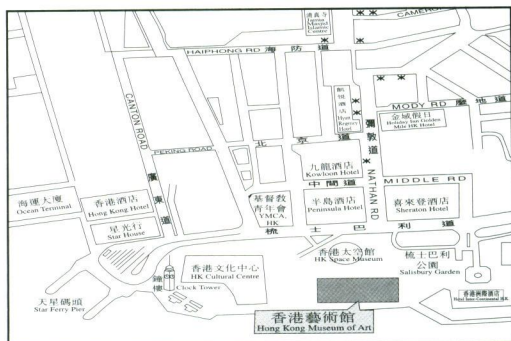 Islamic
Centre
CAMERO
HAIPHONG RD 海防道
凱悅酒店
Hyatt
Regency
Hotel
MODY RD 麼地道
金域假日
Holiday Inn Golden
Mile HK Hotel
CANTON ROAD
廣東道
PEKING ROAD
北京道
彌敦道
NATHAN RD
九龍酒店
Kowloon Hotel
中間道
MIDDLE RD
海運大廈
Ocean Terminal
香港酒店
Hong Kong Hotel
基督教
青年會
YMCA,
HK
半島酒店
Peninsula Hotel
喜來登酒店
Sheraton Hotel
星光行
Star House
梳士巴利道
香港文化中心
HK Cultural Centre
香港太空館
HK Space Museum
梳士巴利
公園
Salisbury Garden
鐘樓
Clock Tower
天星碼頭
Star Ferry Pier
香港洲際酒店
香港藝術館
Hong Kong Museum of Art